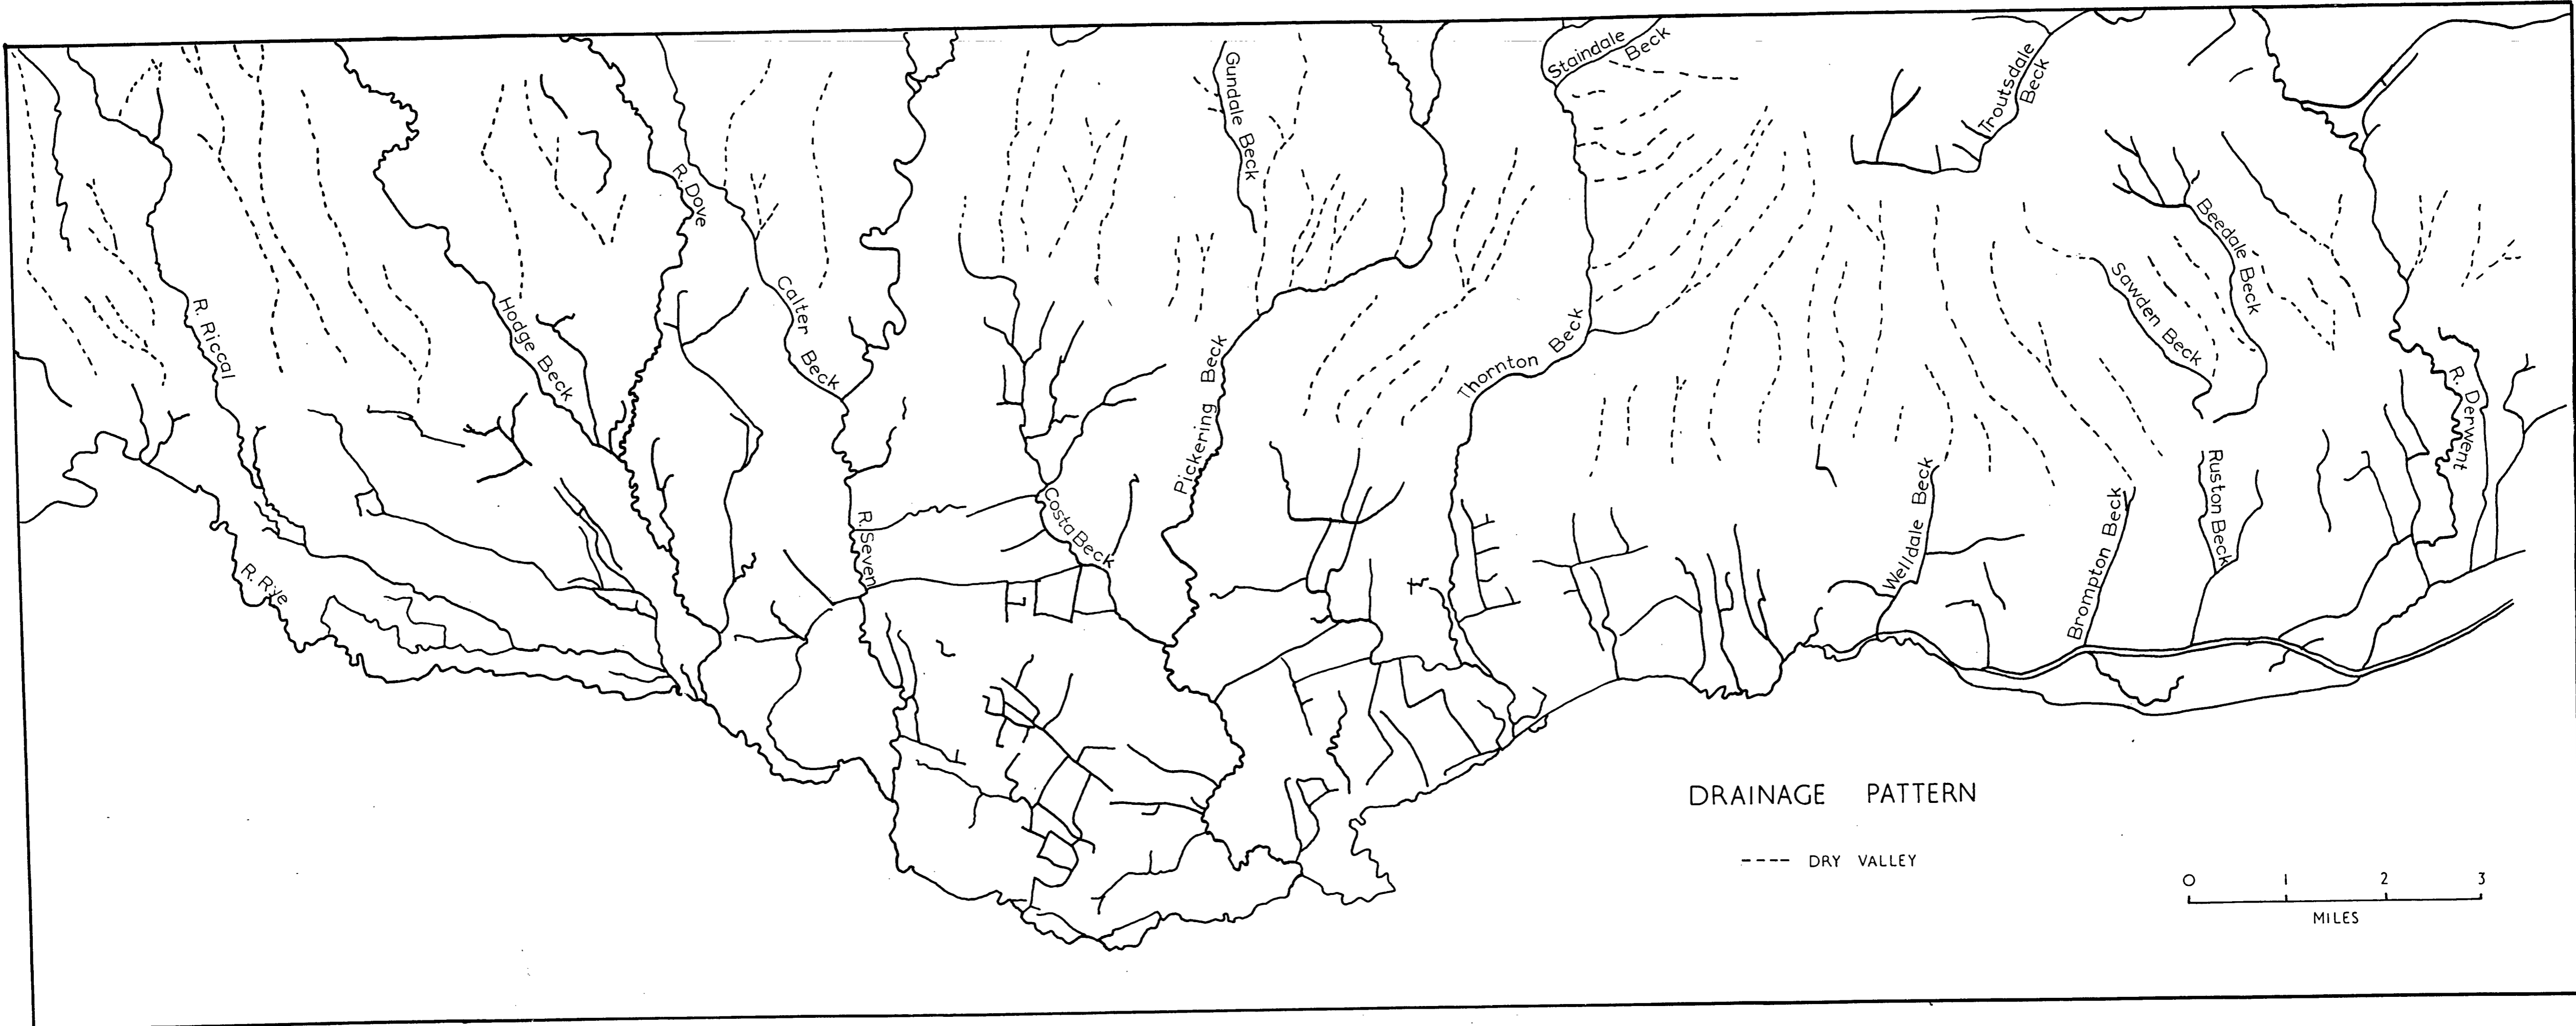 Staindale
Beck
Troutsdale
Beck
Gundale Beck
R. Dove
Beedale Beck
Sawden Beck
Calter Beck
R. Riccal
Hodge Beck
Thornton Beck
Pickering Beck
R. Derwent
Ruston Beck
Welldale Beck
Brompton Beck
Costa Beck
R. Seven
R. Rye
DRAINAGE PATTERN
---- DRY VALLEY
0 1 2 3
MILES